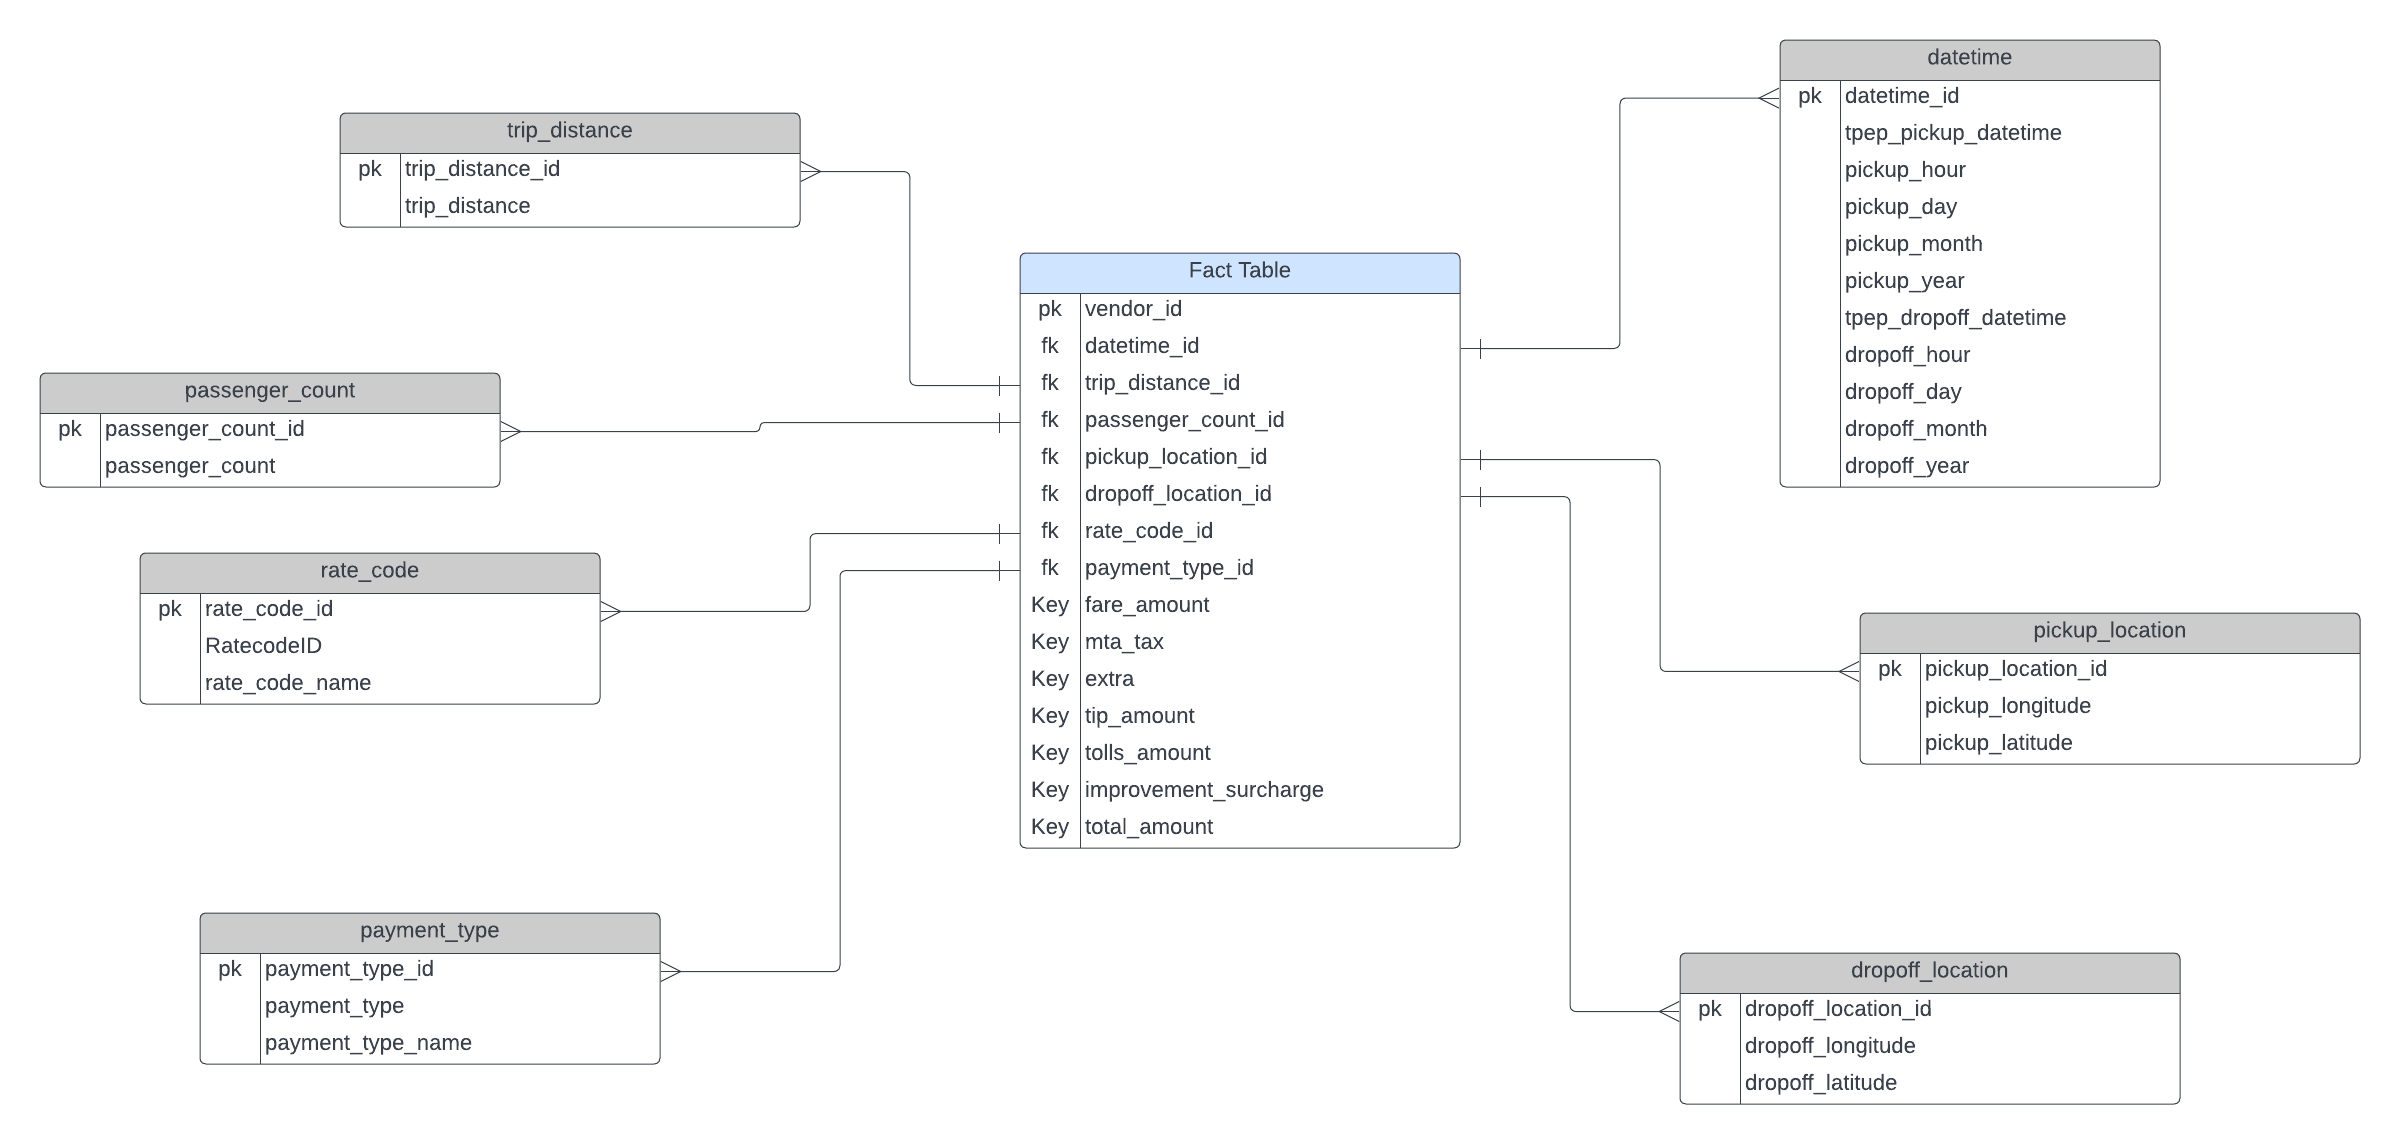 trip_distance
pk trip_distance_id
trip_distance
passenger_count
pk passenger_count_id
passenger_count
rate_code
pk rate_code_id
RatecodeID
rate_code_name
payment_type
pk payment_type_id
payment_type
payment_type_name
Fact Table
pk vendor_id
fk datetime_id
fk trip_distance_id
fk passenger_count_id
fk pickup_location_id
fk dropoff_location_id
fk rate_code_id
fk payment_type_id
Key fare_amount
Key mta_tax
Key extra
Key tip_amount
Key tolls_amount
Key improvement_surcharge
Key total_amount
datetime
pk datetime_id
tpep_pickup_datetime
pickup_hour
pickup_day
pickup_month
pickup_year
tpep_dropoff_datetime
dropoff_hour
dropoff_day
dropoff_month
dropoff_year
pickup_location
pk pickup_location_id
pickup_longitude
pickup_latitude
dropoff_location
pk dropoff_location_id
dropoff_longitude
dropoff_latitude